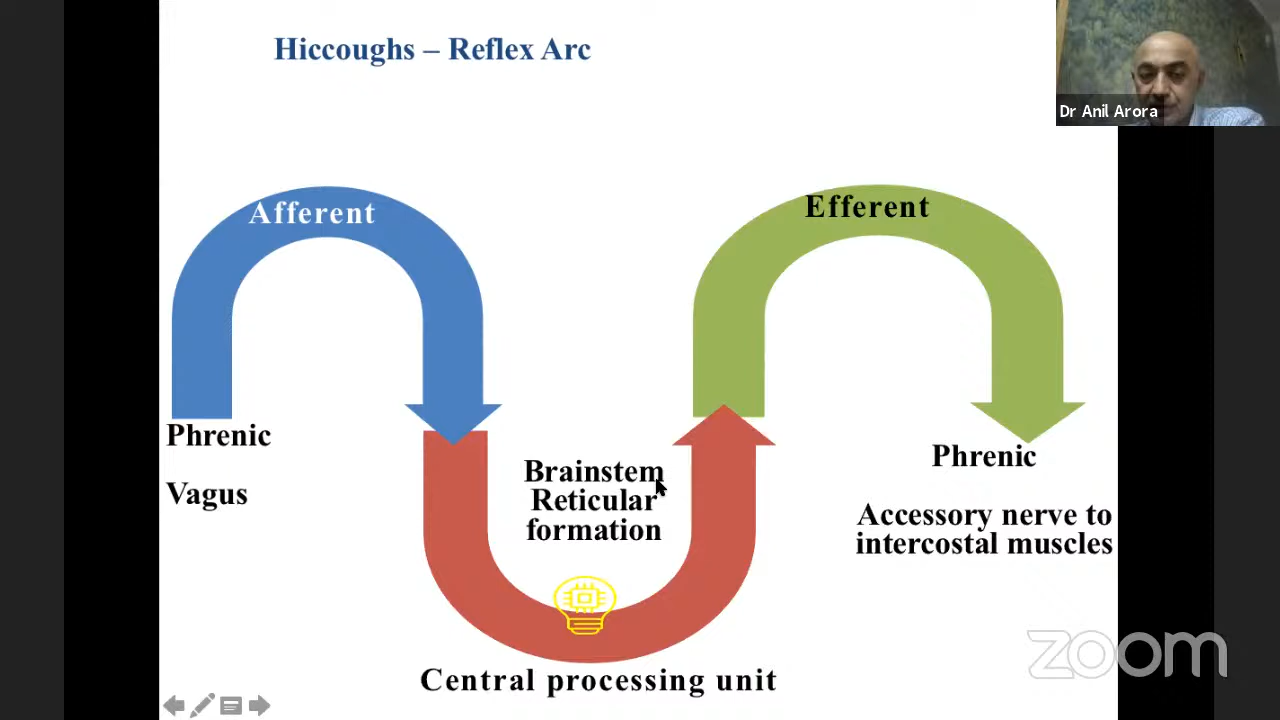 Hiccoughs – Reflex Arc
Dr Anil Arora
Afferent
Efferent
Phrenic
Vagus
Brainstem
Reticular
formation
Phrenic
Accessory nerve to
intercostal muscles
Central processing unit
zoom